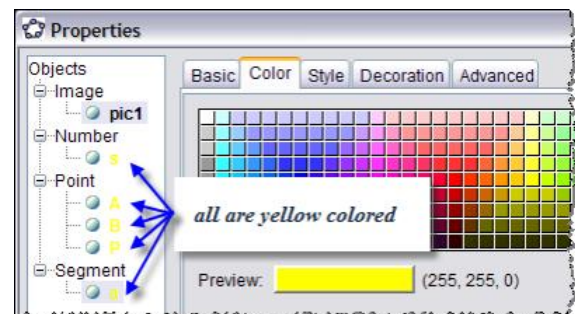 Properties
Objects
Basic Color Style Decoration Advanced
Image
pic1
Number
s
Point
A
B
P
all are yellow colored
Segment
a
Preview: (255, 255, 0)